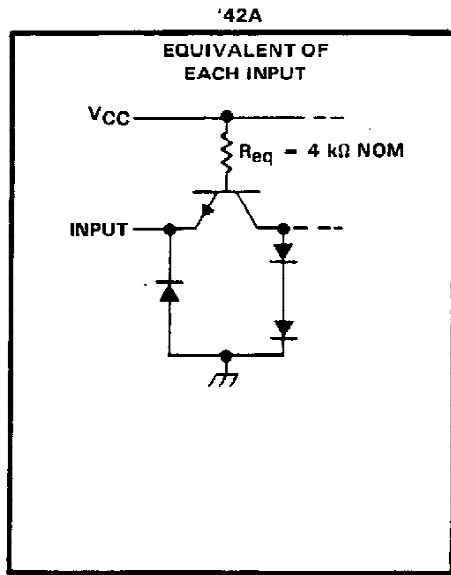 '42A
EQUIVALENT OF
EACH INPUT
VCC
Req = 4 kΩ NOM
INPUT